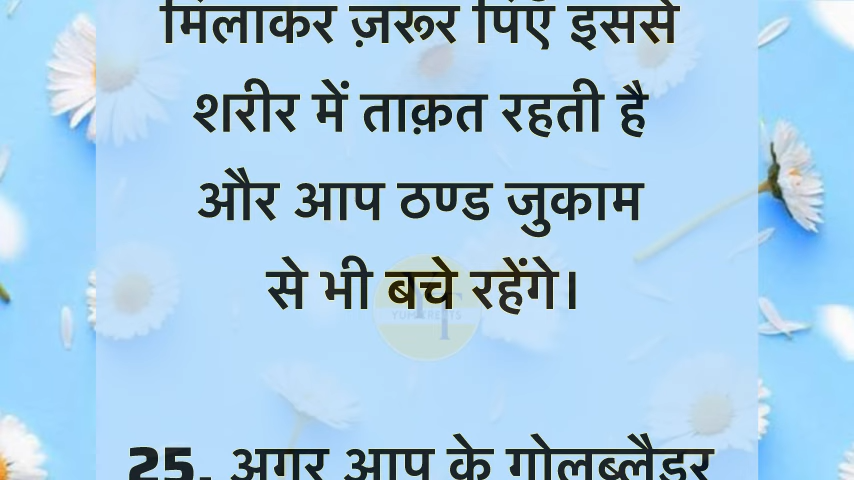 मिलाकर ज़रूर पिएँ इससे
शरीर में ताक़त रहती है
और आप ठण्ड जुकाम
से भी बचे रहेंगे।
25. अगर आप के गोलब्लैडर